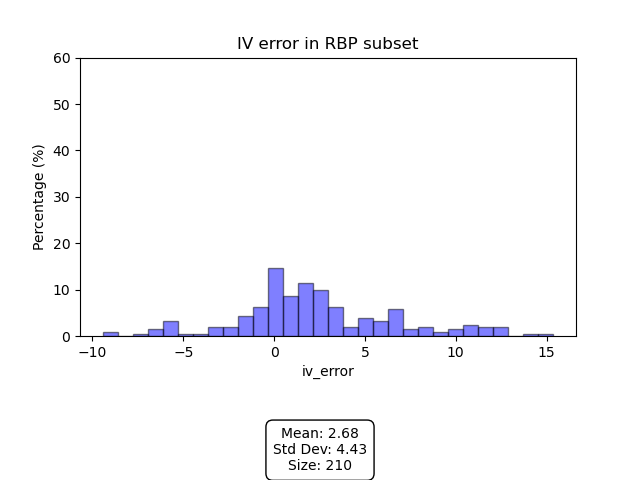 IV error in RBP subset
60
50
40
30
20
10
0
Percentage (%)
−10
−5
0
5
10
15
iv_error
Mean: 2.68
Std Dev: 4.43
Size: 210